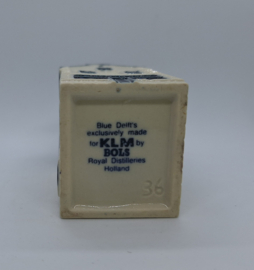 Blue Delft's
exclusively made
for KLM by
BOLS
Royal Distilleries
Holland
36